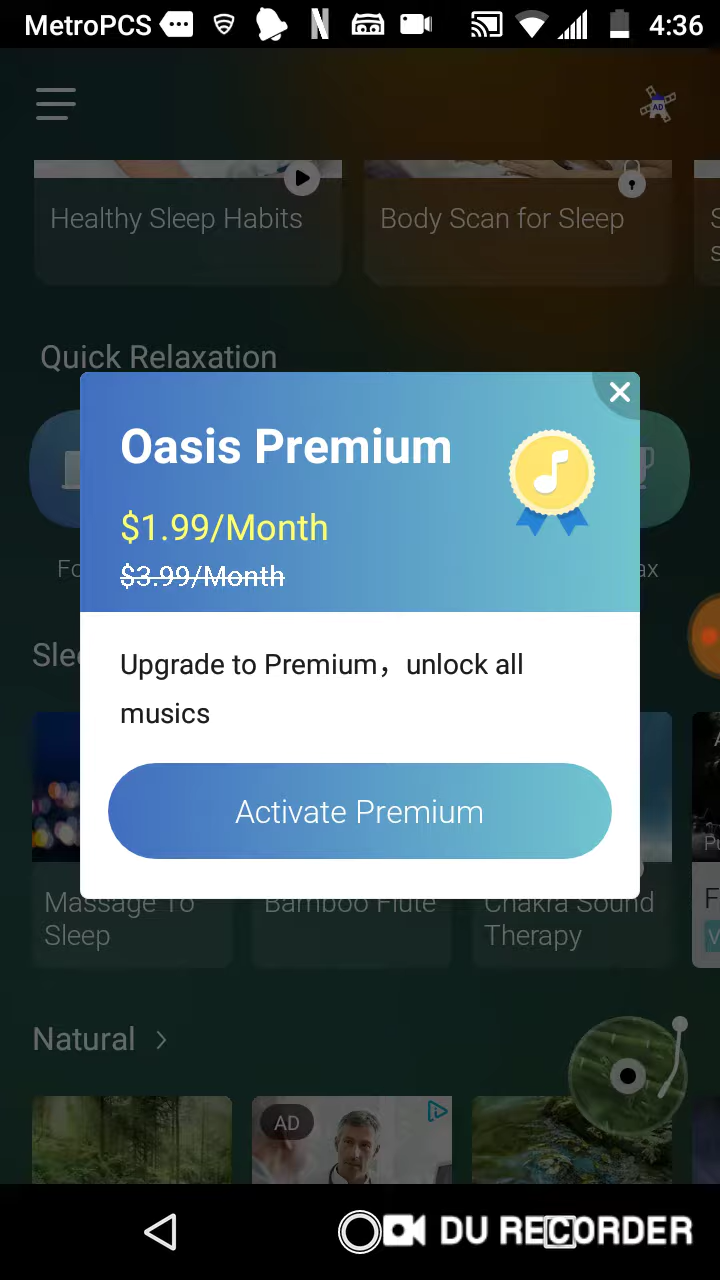 MetroPCS
4:36
AD
Healthy Sleep Habits
Body Scan for Sleep
Quick Relaxation
Oasis Premium
$1.99/Month
$3.99/Month
Upgrade to Premium，unlock all
musics
Activate Premium
Massage To
Sleep
Bamboo Flute
Chakra Sound
Therapy
Natural >
AD
DU RECORDER